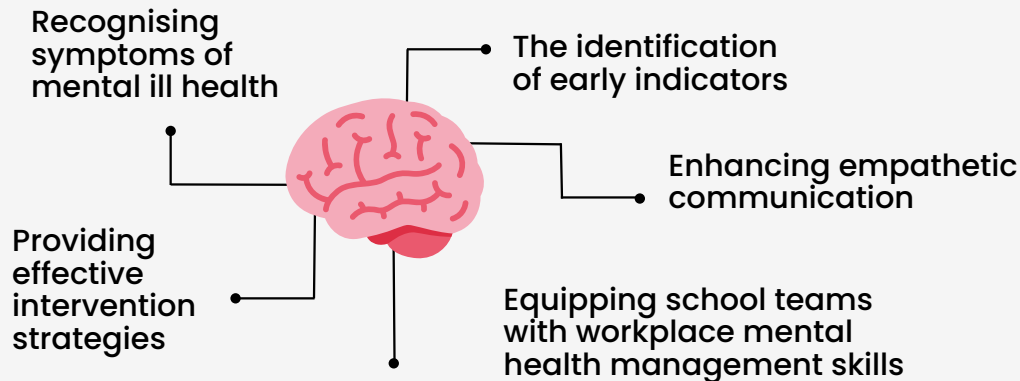 Recognising
symptoms of
mental ill health
The identification
of early indicators
Enhancing empathetic
communication
Providing
effective
intervention
strategies
Equipping school teams
with workplace mental
health management skills